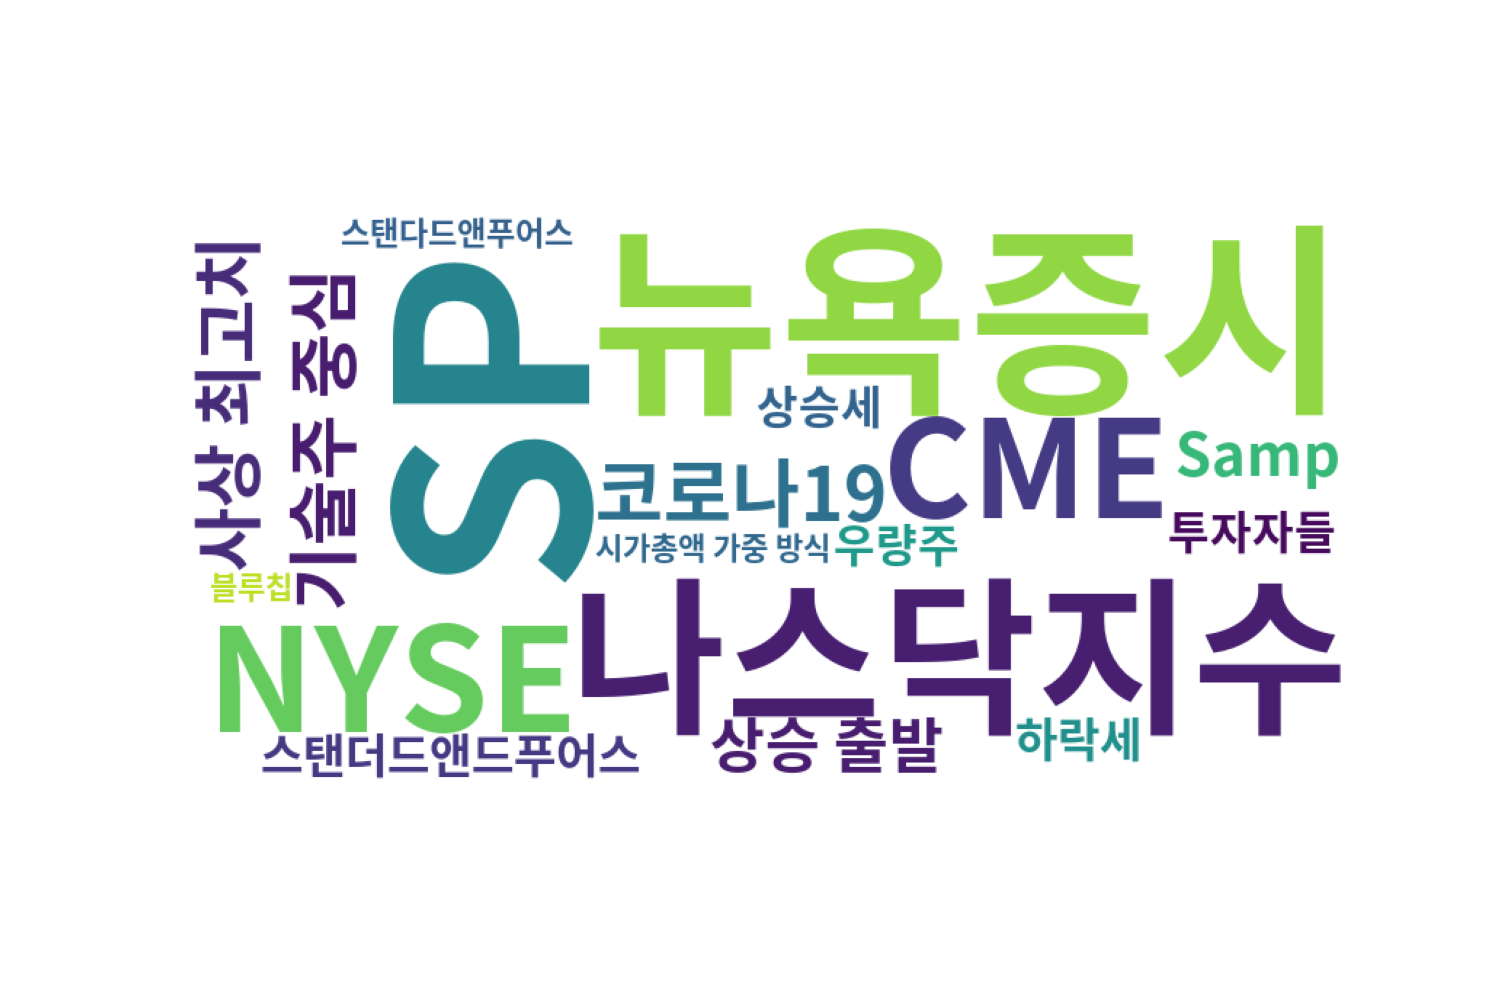 스탠다드앤푸어스
사상 최고치
기술주 중심
SP
뉴욕증시
상승세
CME
Samp
코로나19
투자자들
시가총액 가중 방식
우량주
블루칩
NYSE
나스닥지수
스탠더드앤드푸어스
상승 출발
하락세